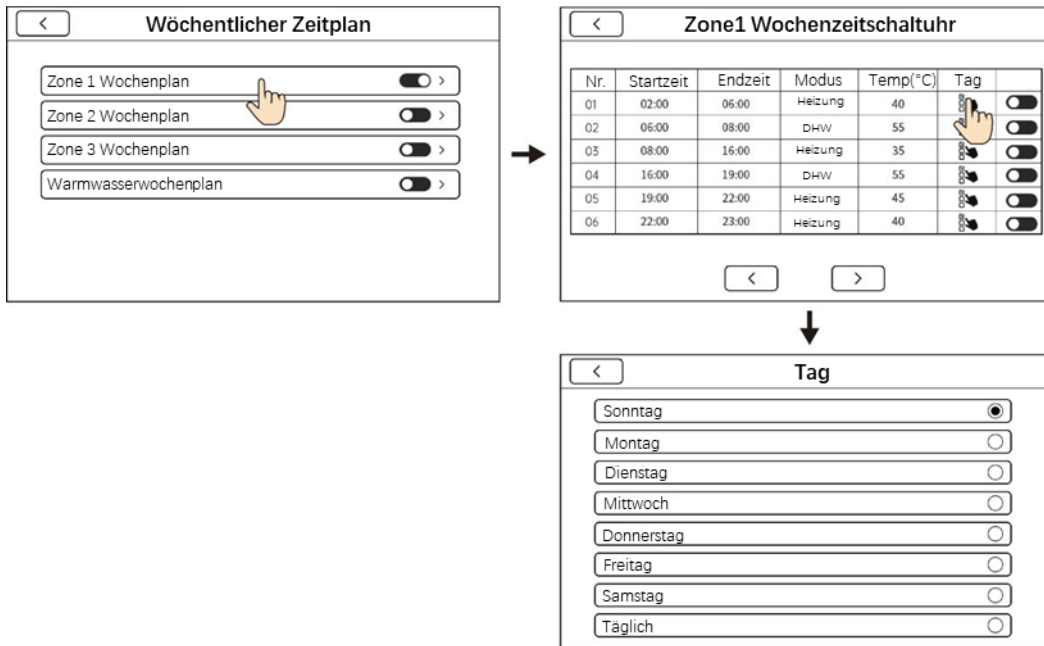 Wöchentlicher Zeitplan
Zone 1 Wochenplan
Zone 2 Wochenplan
Zone 3 Wochenplan
Warmwasserwochenplan
Zone1 Wochenzeitschaltuhr
Nr. Startzeit Endzeit Modus Temp(°C) Tag
01 02:00 06:00 Heizung 40
02 06:00 08:00 DHW 55
03 08:00 16:00 Heizung 35
04 16:00 19:00 DHW 55
05 19:00 22:00 Heizung 45
06 22:00 23:00 Heizung 40
Tag
Sonntag
Montag
Dienstag
Mittwoch
Donnerstag
Freitag
Samstag
Täglich